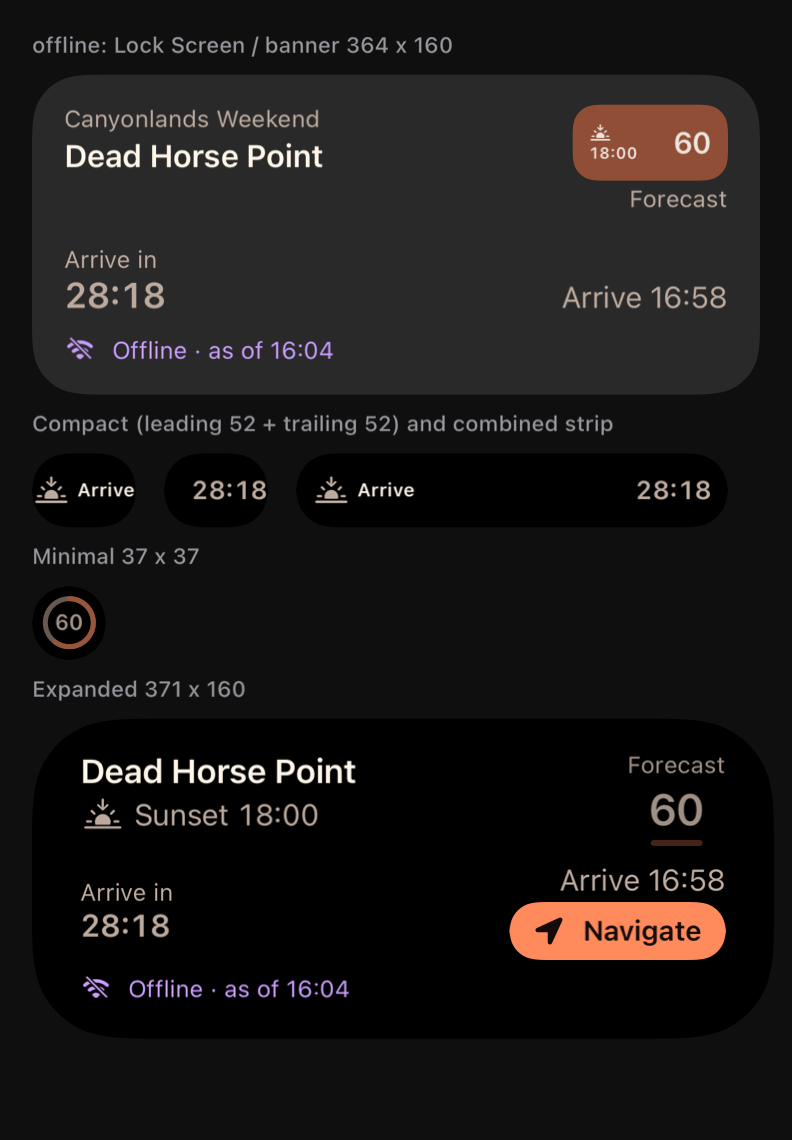 offline: Lock Screen / banner 364 x 160
Canyonlands Weekend
Dead Horse Point
18:00
60
Forecast
Arrive in
28:18
Arrive 16:58
Offline · as of 16:04
Compact (leading 52 + trailing 52) and combined strip
Arrive
28:18
Arrive
28:18
Minimal 37 x 37
60
Expanded 371 x 160
Dead Horse Point
Forecast
Sunset 18:00
60
Arrive in
Arrive 16:58
28:18
Navigate
Offline · as of 16:04